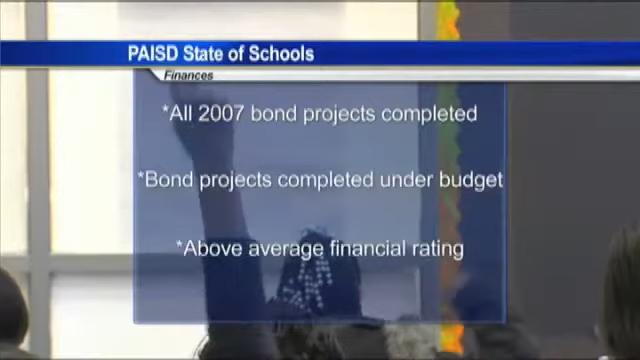 PAISD State of Schools
Finances
*All 2007 bond projects completed
*Bond projects completed under budget
*Above average financial rating